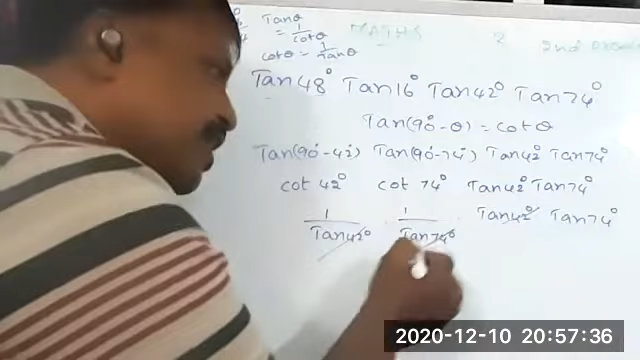 Tanθ
= 1/cotθ
cotθ = 1/Tanθ
MATHS 2
Tan48° Tan16° Tan42° Tan74°
Tan(90°-θ) = cotθ
Tan(90°-42°) Tan(90°-74°) Tan42° Tan74°
cot 42° cot 74° Tan42° Tan74°
1/Tan42° · 1/Tan74° · Tan42° Tan74°
2020-12-10 20:57:36